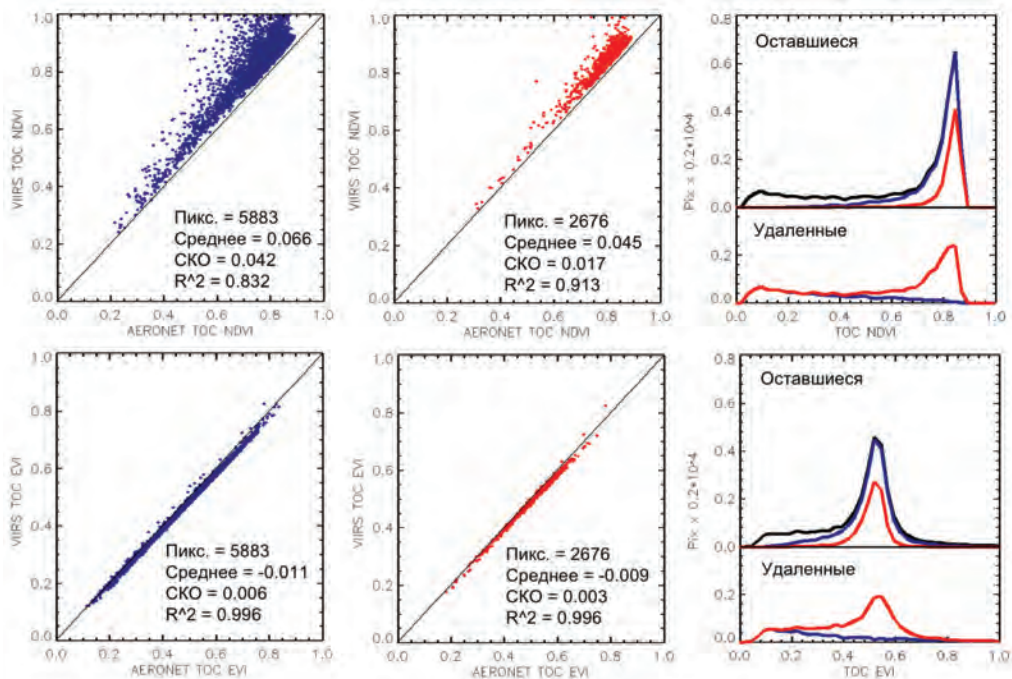 1.0
0.8
0.6
0.4
0.2
0.0
VIIRS TOC NDVI
Пикс. = 5883
Среднее = 0.066
СКО = 0.042
R^2 = 0.832
0.0 0.2 0.4 0.6 0.8 1.0
AERONET TOC NDVI
1.0
0.8
0.6
0.4
0.2
0.0
VIIRS TOC NDVI
Пикс. = 2676
Среднее = 0.045
СКО = 0.017
R^2 = 0.913
0.0 0.2 0.4 0.6 0.8 1.0
AERONET TOC NDVI
0.8
0.6
0.4
0.2
0.0
0.2
0.0
Pix x 0.2*10^4
Оставшиеся
Удаленные
0.0 0.2 0.4 0.6 0.8 1.0
TOC NDVI
1.0
0.8
0.6
0.4
0.2
0.0
VIIRS TOC EVI
Пикс. = 5883
Среднее = -0.011
СКО = 0.006
R^2 = 0.996
0.0 0.2 0.4 0.6 0.8 1.0
AERONET TOC EVI
1.0
0.8
0.6
0.4
0.2
0.0
VIIRS TOC EVI
Пикс. = 2676
Среднее = -0.009
СКО = 0.003
R^2 = 0.996
0.0 0.2 0.4 0.6 0.8 1.0
AERONET TOC EVI
0.8
0.6
0.4
0.2
0.0
0.2
0.0
Pix x 0.2*10^4
Оставшиеся
Удаленные
0.0 0.2 0.4 0.6 0.8 1.0
TOC EVI